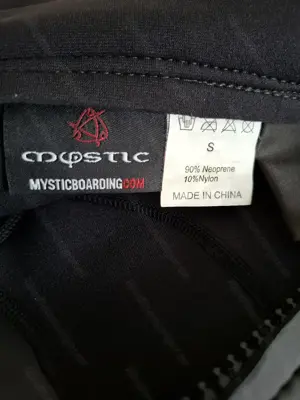 mystic
MYSTICBOARDING.COM
S
90% Neoprene
10%Nylon
MADE IN CHINA